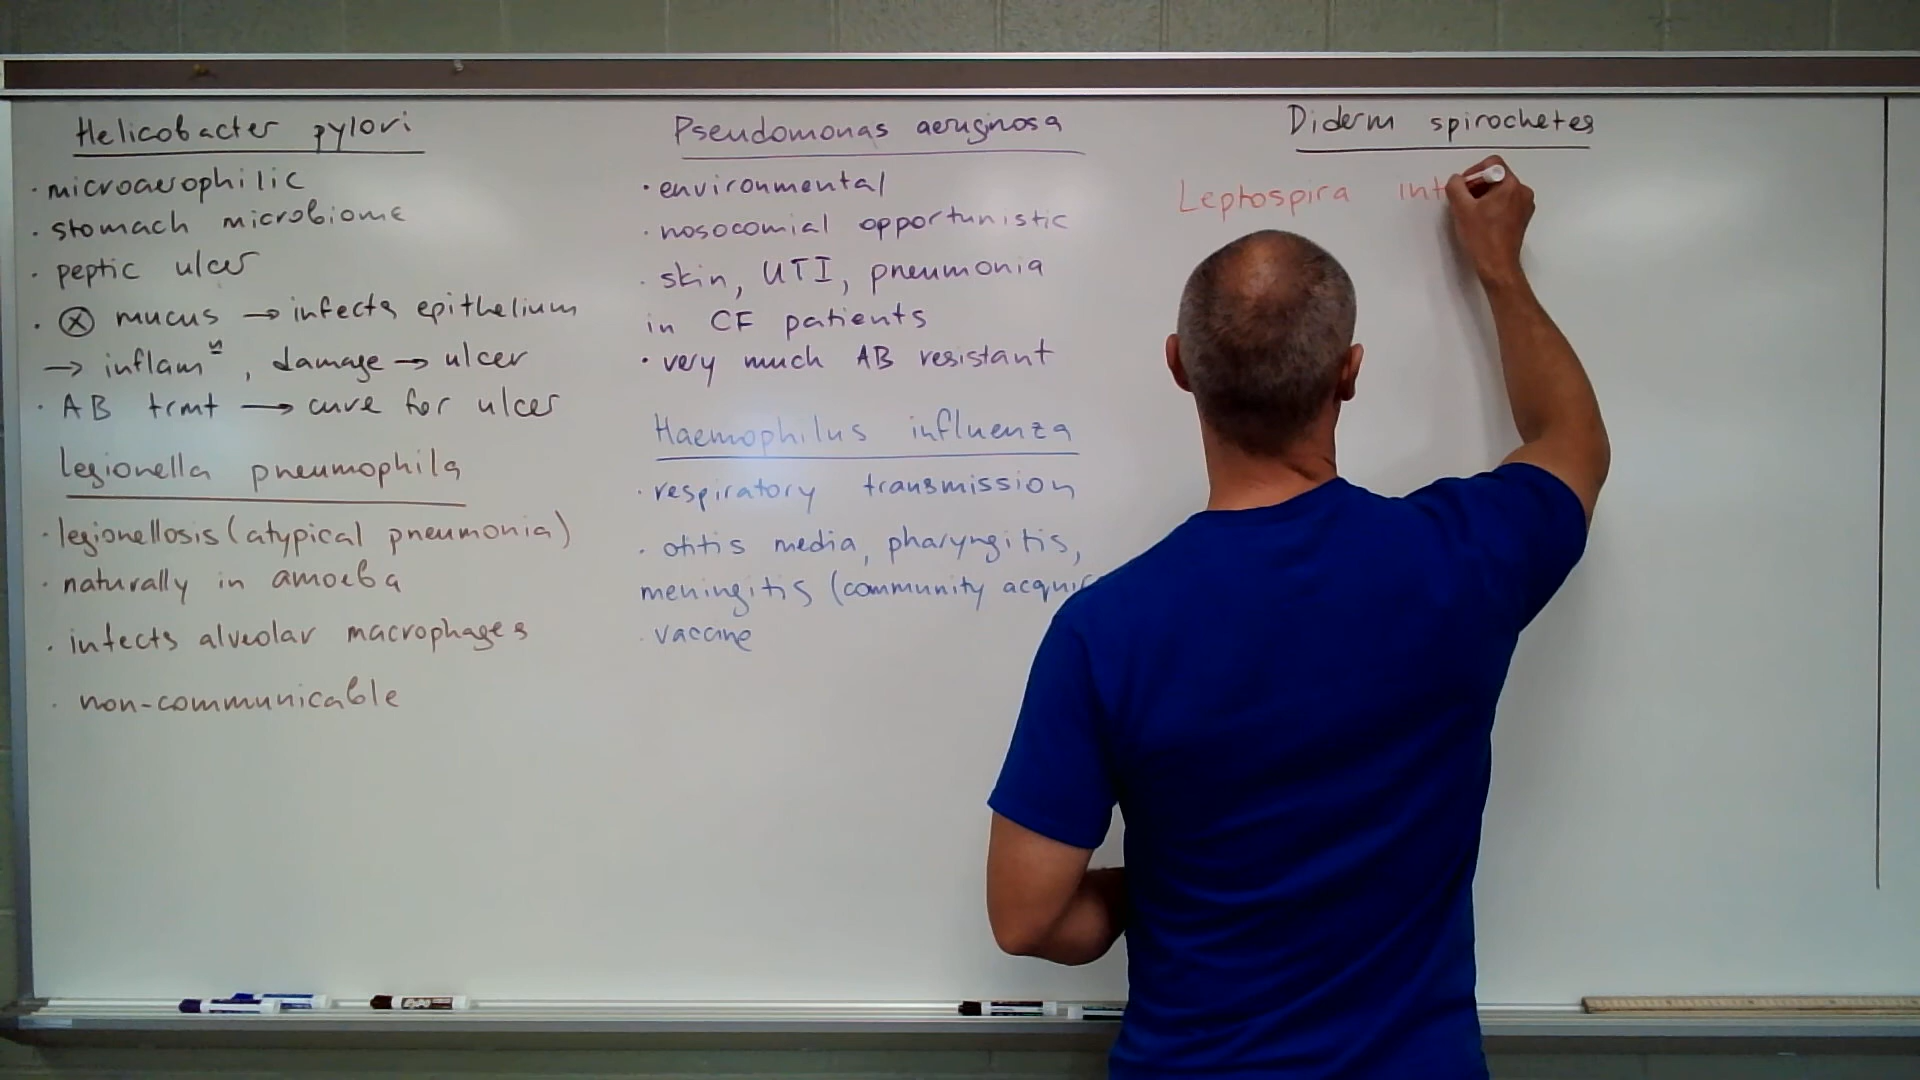 Helicobacter pylori
· microaerophilic
· stomach microbiome
· peptic ulcer
· ⓧ mucus → infects epithelium
→ inflamⁿ, damage → ulcer
· AB trmt → cure for ulcer
legionella pneumophila
· legionellosis (atypical pneumonia)
· naturally in amoeba
· infects alveolar macrophages
· non-communicable
Pseudomonas aeruginosa
· environmental
· nosocomial opportunistic
· skin, UTI, pneumonia
in CF patients
· very much AB resistant
Haemophilus influenza
· respiratory transmission
· otitis media, pharyngitis,
meningitis (community
· vaccine
Diderm spirochetes
Leptospira int